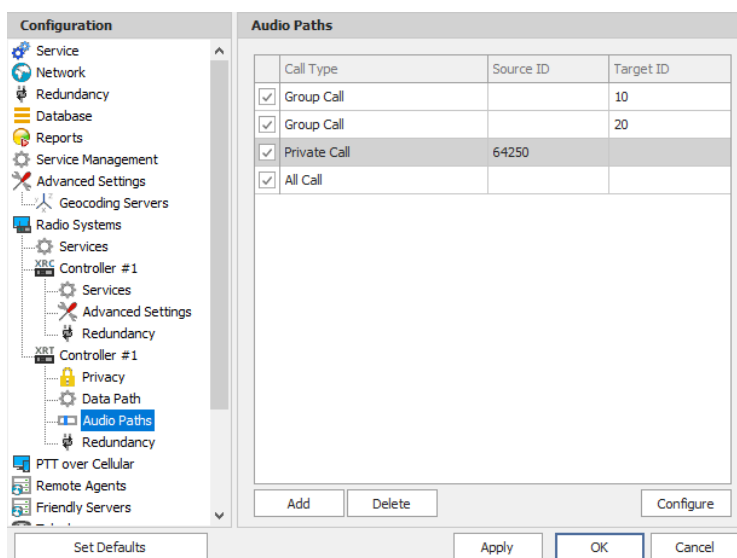 Configuration
Service
Network
Redundancy
Database
Reports
Service Management
Advanced Settings
Geocoding Servers
Radio Systems
Services
XRC Controller #1
Services
Advanced Settings
Redundancy
XRT Controller #1
Privacy
Data Path
Audio Paths
Redundancy
PTT over Cellular
Remote Agents
Friendly Servers
Set Defaults
Audio Paths
Call Type Source ID Target ID
Group Call 10
Group Call 20
Private Call 64250
All Call
Add Delete Configure
Apply OK Cancel